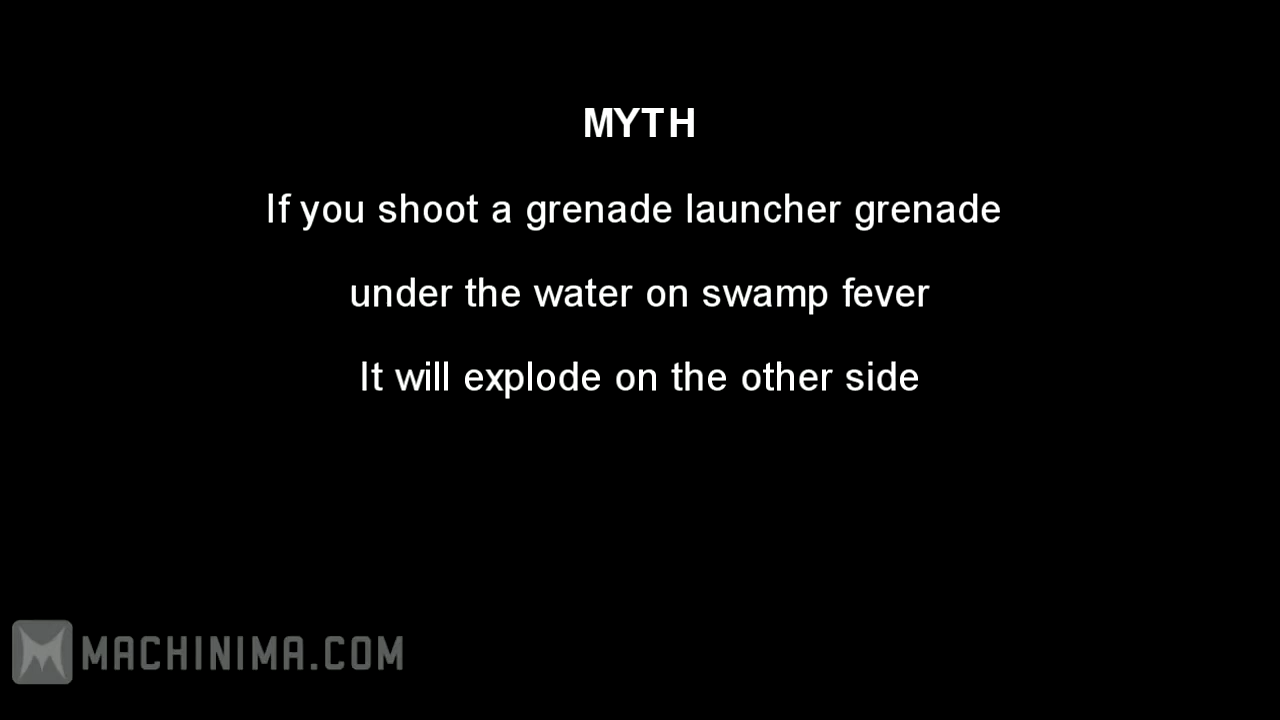 MYTH
If you shoot a grenade launcher grenade
under the water on swamp fever
It will explode on the other side
MACHINIMA.COM